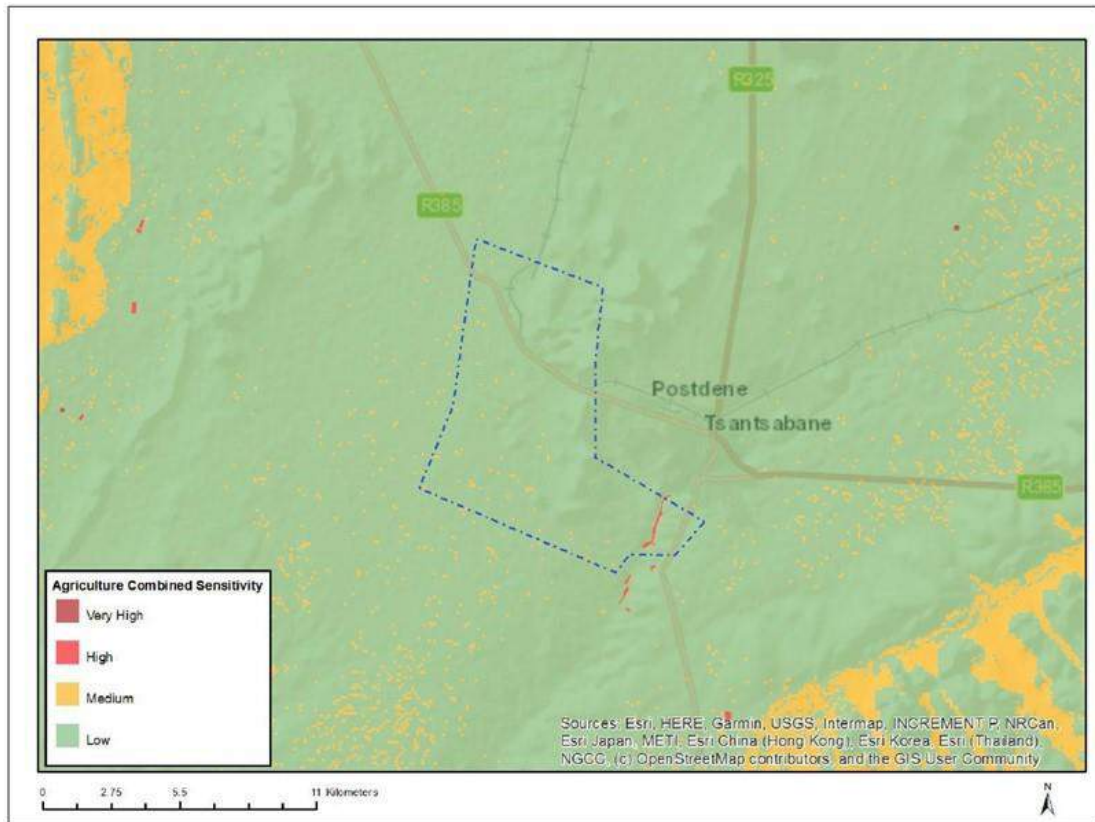 R325
R385
Postdene
Tsantsabane
R385
Agriculture Combined Sensitivity
Very High
High
Medium
Low
Sources: Esri, HERE, Garmin, USGS, Intermap, INCREMENT P, NRCan,
Esri Japan, METI, Esri China (Hong Kong), Esri Korea, Esri (Thailand),
NGCC, (c) OpenStreetMap contributors, and the GIS User Community
0 2.75 5.5 11 Kilometers
N